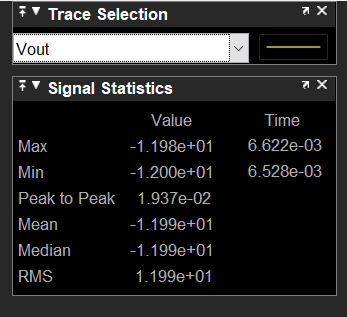 Trace Selection
Vout
Signal Statistics
Value Time
Max -1.198e+01 6.622e-03
Min -1.200e+01 6.528e-03
Peak to Peak 1.937e-02
Mean -1.199e+01
Median -1.199e+01
RMS 1.199e+01